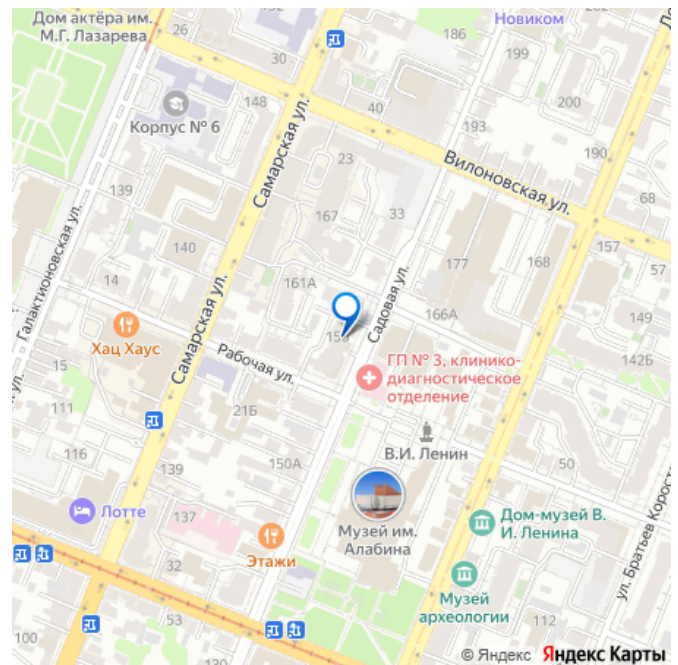 Дом актёра им.
М.Г. Лазарева
26
30
132
Новиком
186
199
200
148
Корпус № 6
40
193
190
Вилоновская ул.
68
Самарская ул.
23
139
167
33
140
177
168
157
57
Галактионовская ул.
14
161А
Садовая ул.
166А
Хац Хаус
Самарская ул.
142Б
15
Рабочая ул.
ГП № 3, клинико-
диагностическое
отделение
111
21Б
В.И. Ленин
116
150А
50
139
Лотте
137
Музей им.
Алабина
Дом-музей В.
И. Ленина
ул. Братьев Корост
Этажи
32
Музей
археологии
112
100
110
© Яндекс Яндекс Карты